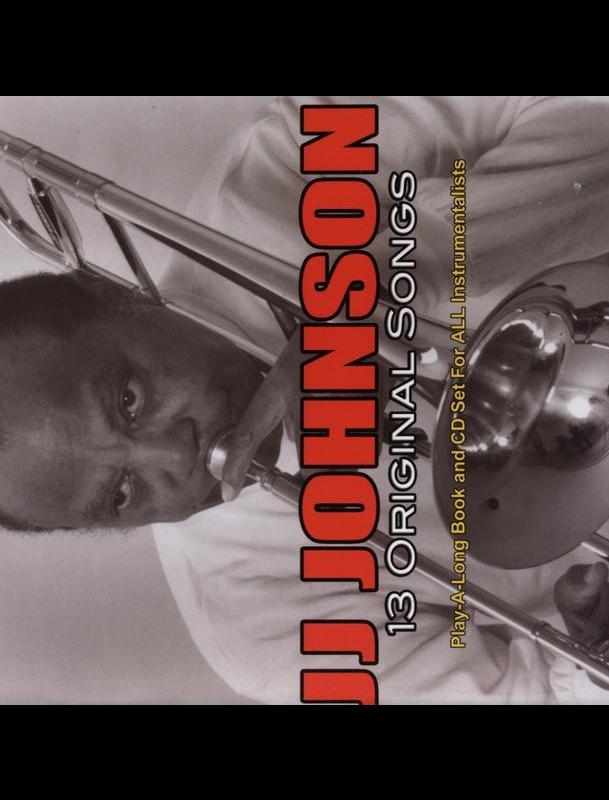 JJ JOHNSON
13 ORIGINAL SONGS
Play-A-Long Book and CD Set For ALL Instrumentalists